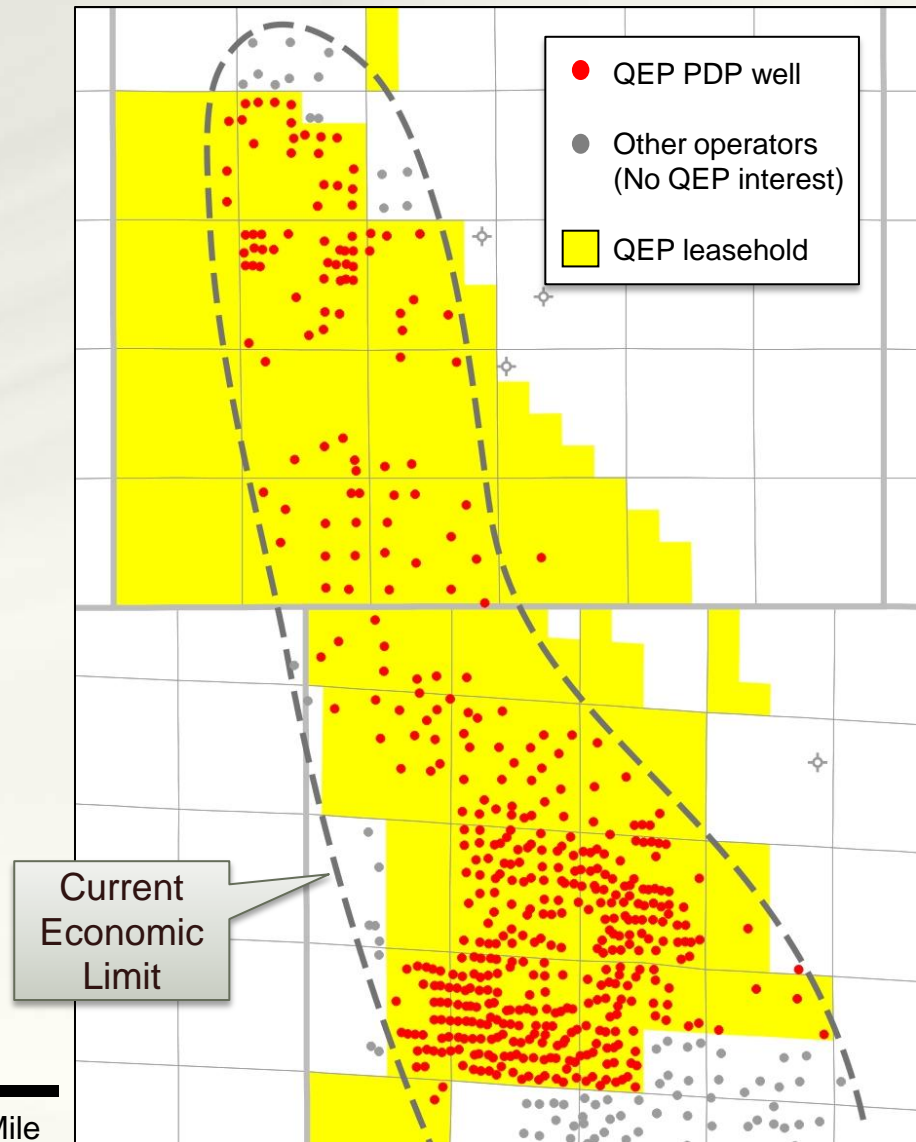 QEP PDP well
Other operators
(No QEP interest)
QEP leasehold
Current
Economic
Limit
Mile